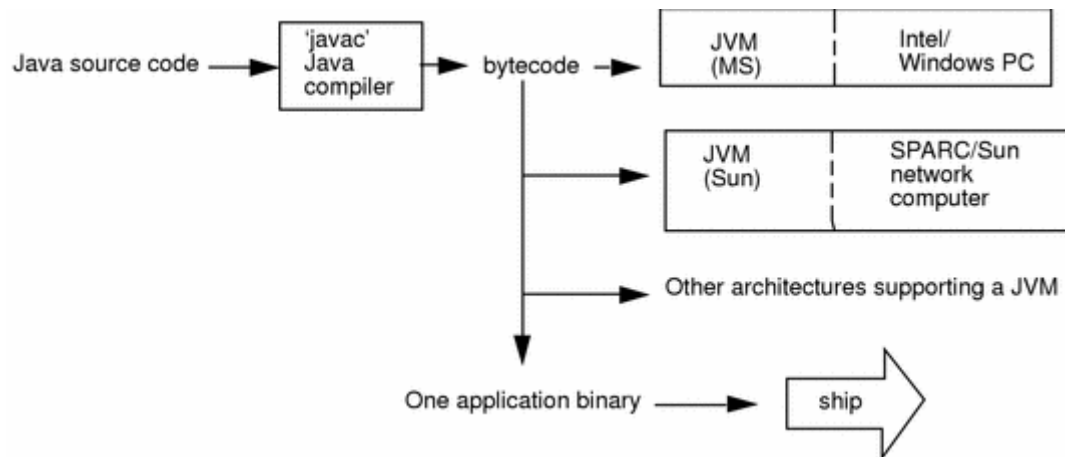 Java source code
'javac'
Java
compiler
bytecode
JVM
(MS)
Intel/
Windows PC
JVM
(Sun)
SPARC/Sun
network
computer
Other architectures supporting a JVM
One application binary
ship